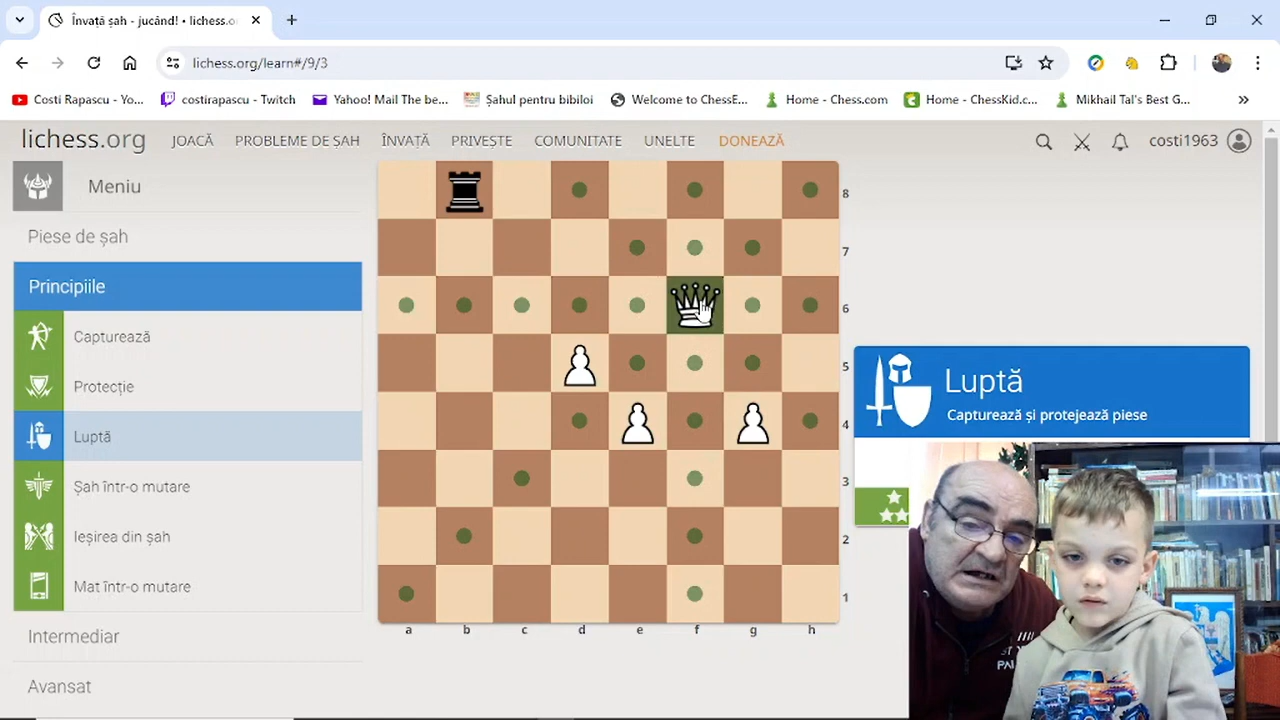 Învață șah - jucând! • lichess.o
lichess.org/learn#/9/3
Costi Rapascu - Yo...
costirapascu - Twitch
Yahoo! Mail The be...
Șahul pentru bibiloi
Welcome to ChessE...
Home - Chess.com
Home - ChessKid.c...
Mikhail Tal's Best G...
lichess.org
JOACĂ
PROBLEME DE ȘAH
ÎNVAȚĂ
PRIVEȘTE
COMUNITATE
UNELTE
DONEAZĂ
costi1963
Meniu
Piese de șah
Principiile
Capturează
Protecție
Luptă
Șah într-o mutare
Ieșirea din șah
Mat într-o mutare
Intermediar
Avansat
8
7
6
5
4
3
2
1
a b c d e f g h
Luptă
Capturează și protejează piese